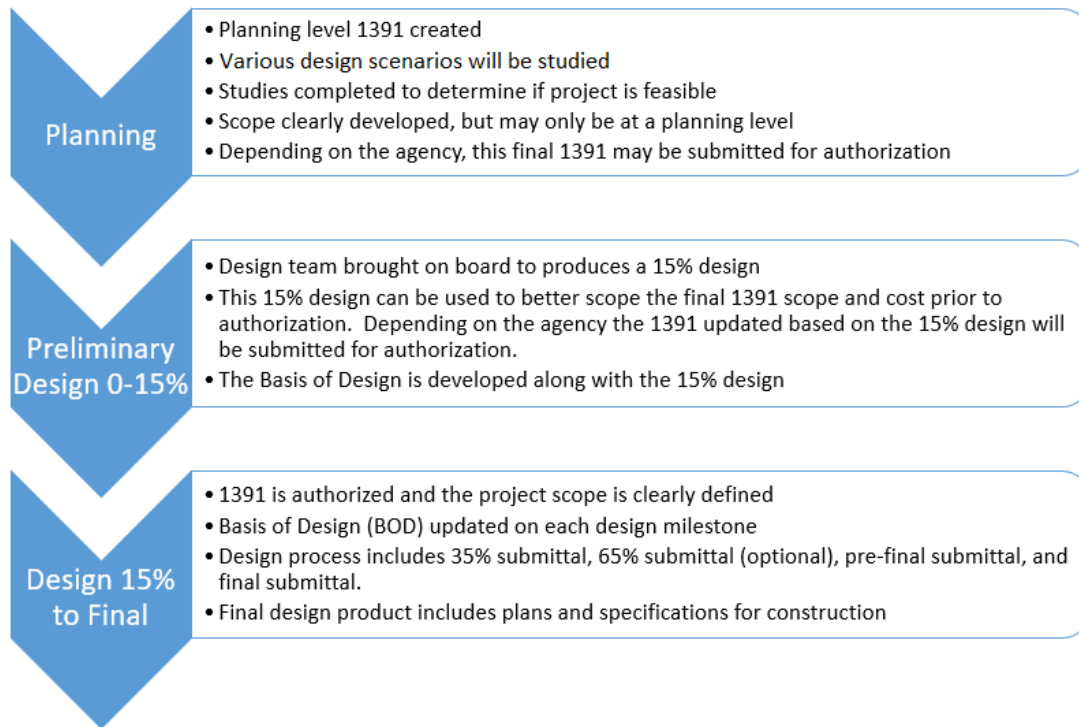 Planning
• Planning level 1391 created
• Various design scenarios will be studied
• Studies completed to determine if project is feasible
• Scope clearly developed, but may only be at a planning level
• Depending on the agency, this final 1391 may be submitted for authorization
Preliminary
Design 0-15%
• Design team brought on board to produces a 15% design
• This 15% design can be used to better scope the final 1391 scope and cost prior to
authorization.  Depending on the agency the 1391 updated based on the 15% design will
be submitted for authorization.
• The Basis of Design is developed along with the 15% design
Design 15%
to Final
• 1391 is authorized and the project scope is clearly defined
• Basis of Design (BOD) updated on each design milestone
• Design process includes 35% submittal, 65% submittal (optional), pre-final submittal, and
final submittal.
• Final design product includes plans and specifications for construction